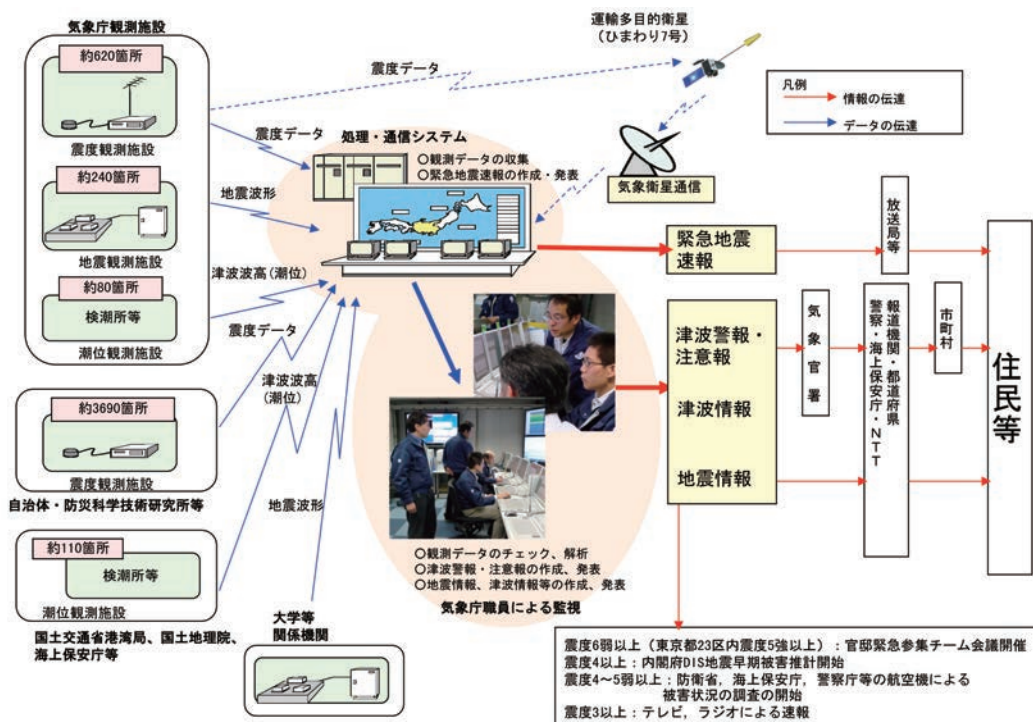 気象庁観測施設
約620箇所
震度観測施設
約240箇所
地震観測施設
約80箇所
検潮所等
潮位観測施設
約3690箇所
震度観測施設
自治体・防災科学技術研究所等
約110箇所
検潮所等
潮位観測施設
国土交通省港湾局、国土地理院、
海上保安庁等
大学等
関係機関
震度データ
震度データ
地震波形
津波波高(潮位)
震度データ
津波波高
(潮位)
地震波形
運輸多目的衛星
(ひまわり7号)
気象衛星通信
凡例
情報の伝達
データの伝達
処理・通信システム
○観測データの収集
○緊急地震速報の作成・発表
○観測データのチェック、解析
○津波警報・注意報の作成、発表
○地震情報、津波情報等の作成、発表
気象庁職員による監視
緊急地震
速報
津波警報・
注意報
津波情報
地震情報
放送局等
気象官署
報道機関・都道府県
警察・海上保安庁・NTT
市町村
住民等
震度6弱以上(東京都23区内震度5強以上):官邸緊急参集チーム会議開催
震度4以上:内閣府DIS地震早期被害推計開始
震度4～5弱以上:防衛省,海上保安庁,警察庁等の航空機による
被害状況の調査の開始
震度3以上:テレビ,ラジオによる速報